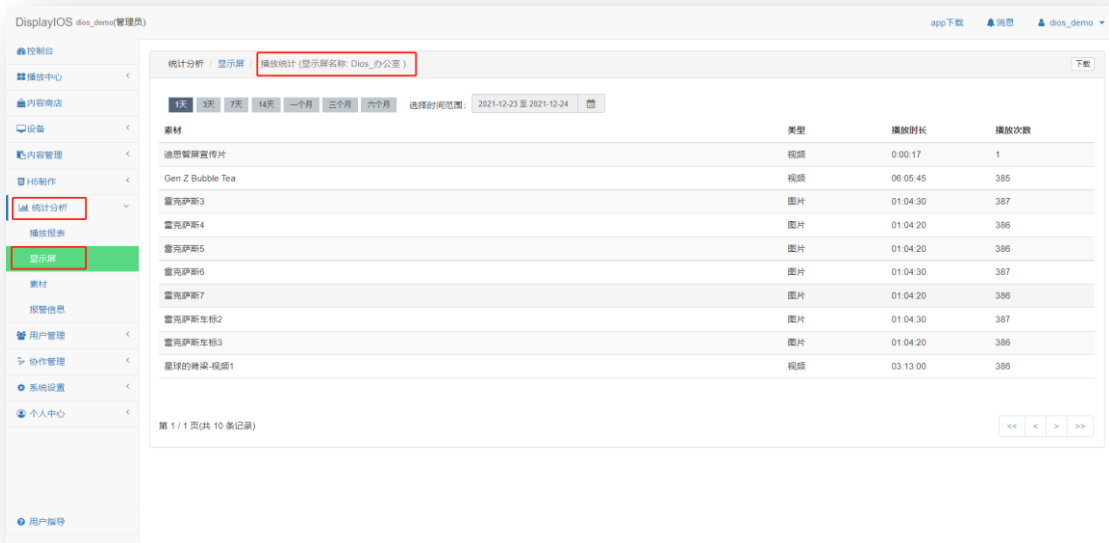 DisplayIOS dios_demo(管理员)
app下载 消息 dios_demo
控制台
播放中心
内容商店
设备
内容管理
H5制作
统计分析
播放报表
显示屏
素材
报警信息
用户管理
协作管理
系统设置
个人中心
用户指导
统计分析 / 显示屏 / 播放统计 (显示屏名称: Dios_办公室 )
下载
1天 3天 7天 14天 一个月 三个月 六个月 选择时间范围: 2021-12-23 至 2021-12-24
素材 类型 播放时长 播放次数
迪思智屏宣传片 视频 0:00:17 1
Gen Z Bubble Tea 视频 06:05:45 385
雷克萨斯3 图片 01:04:30 387
雷克萨斯4 图片 01:04:20 386
雷克萨斯5 图片 01:04:20 386
雷克萨斯6 图片 01:04:30 387
雷克萨斯7 图片 01:04:20 386
雷克萨斯车标2 图片 01:04:30 387
雷克萨斯车标3 图片 01:04:20 386
星球的脊梁-视频1 视频 03:13:00 386
第 1 / 1 页(共 10 条记录)
<< < > >>